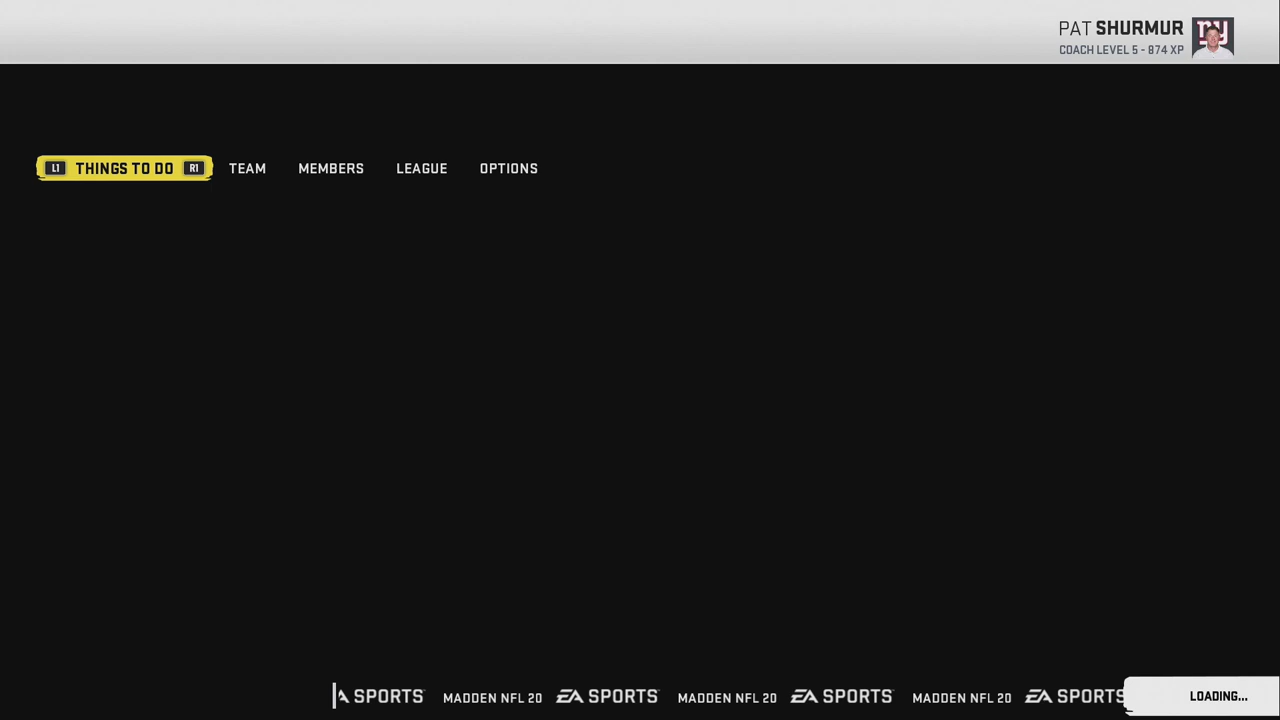 PAT SHURMUR
COACH LEVEL 5 - 874 XP
ny
L1 THINGS TO DO R1 TEAM MEMBERS LEAGUE OPTIONS
A SPORTS MADDEN NFL 20 EA SPORTS MADDEN NFL 20 EA SPORTS MADDEN NFL 20 EA SPORTS LOADING...